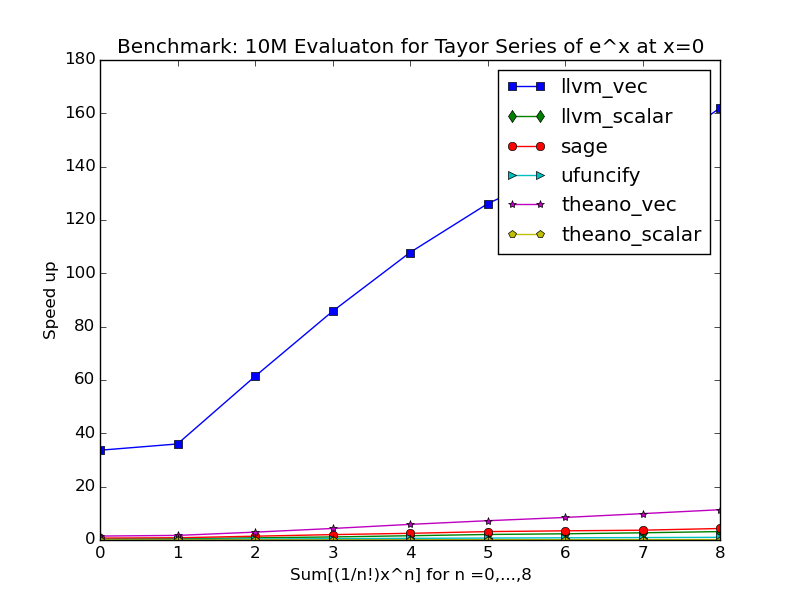 Benchmark: 10M Evaluaton for Tayor Series of e^x at x=0
180
160
140
120
100
80
60
40
20
0
Speed up
llvm_vec
llvm_scalar
sage
ufuncify
theano_vec
theano_scalar
0 1 2 3 4 5 6 7 8
Sum[(1/n!)x^n] for n =0,...,8